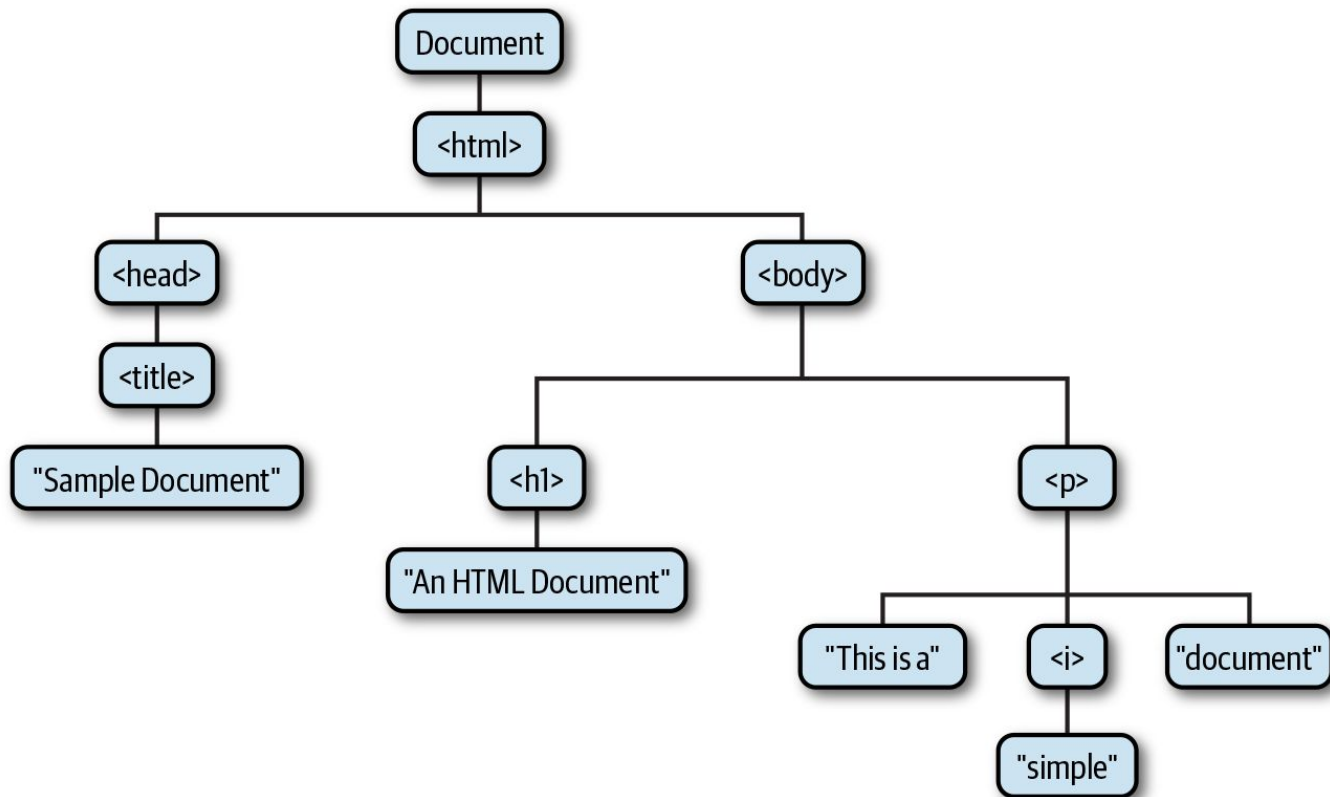 Document
<html>
<head>
<body>
<title>
"Sample Document"
<h1>
<p>
"An HTML Document"
"This is a"
<i>
"document"
"simple"